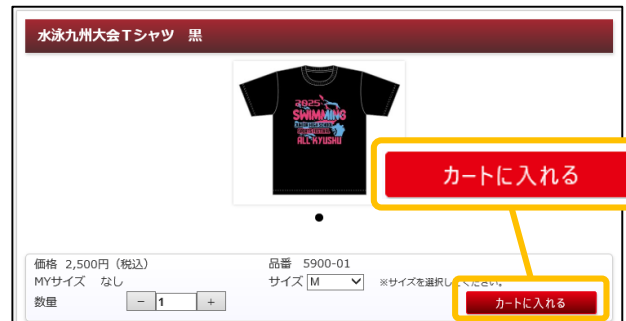 水泳九州大会Tシャツ 黒
2025
SWIMMING
ALL KYUSHU
カートに入れる
価格 2,500円（税込）
品番 5900-01
MYサイズ なし
サイズ M ※サイズを選択してください。
数量 － 1 ＋
カートに入れる